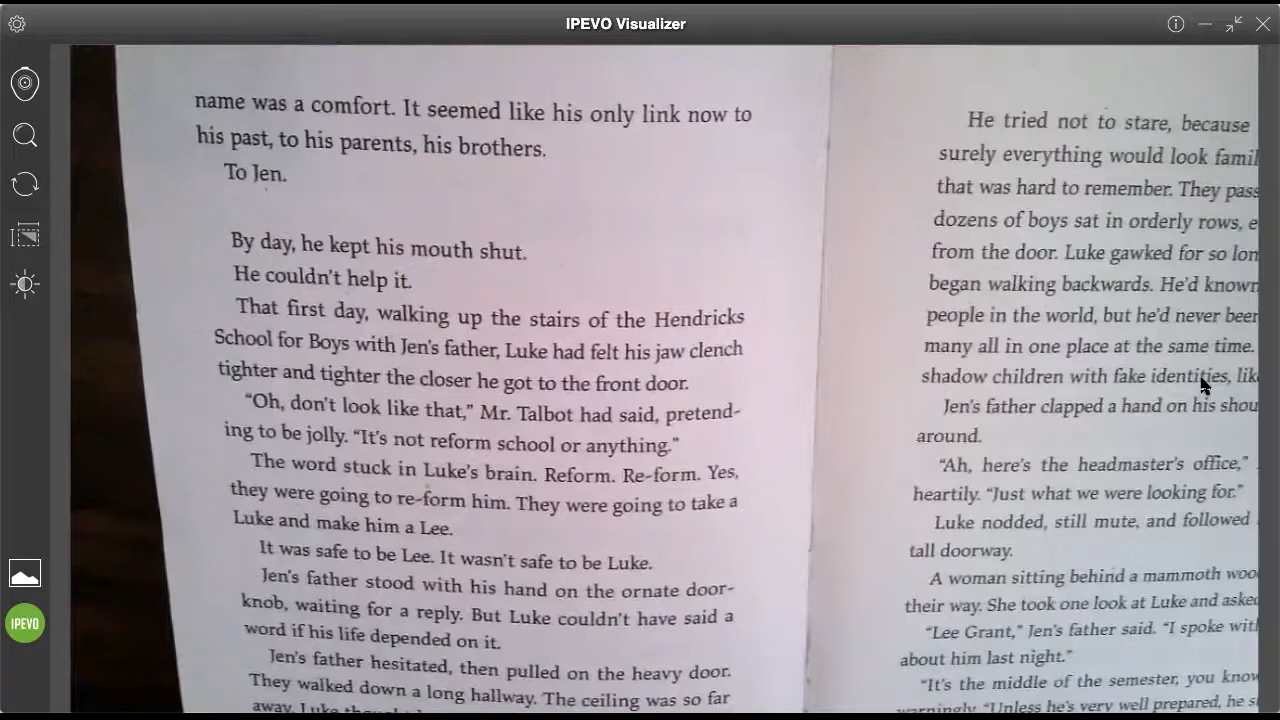 IPEVO Visualizer
name was a comfort. It seemed like his only link now to
his past, to his parents, his brothers.
To Jen.
By day, he kept his mouth shut.
He couldn't help it.
That first day, walking up the stairs of the Hendricks
School for Boys with Jen's father, Luke had felt his jaw clench
tighter and tighter the closer he got to the front door.
“Oh, don't look like that,” Mr. Talbot had said, pretend-
ing to be jolly. “It's not reform school or anything.”
The word stuck in Luke's brain. Reform. Re-form. Yes,
they were going to re-form him. They were going to take a
Luke and make him a Lee.
It was safe to be Lee. It wasn't safe to be Luke.
Jen's father stood with his hand on the ornate door-
knob, waiting for a reply. But Luke couldn't have said a
word if his life depended on it.
Jen's father hesitated, then pulled on the heavy door.
They walked down a long hallway. The ceiling was so far
away, Luke
He tried not to stare, because
surely everything would look famil
that was hard to remember. They pass
dozens of boys sat in orderly rows, e
from the door. Luke gawked for so lon
began walking backwards. He'd known
people in the world, but he'd never been
many all in one place at the same time.
shadow children with fake identities, lik
Jen's father clapped a hand on his shou
around.
“Ah, here's the headmaster's office,”
heartily. “Just what we were looking for.”
Luke nodded, still mute, and followed
tall doorway.
A woman sitting behind a mammoth woo
their way. She took one look at Luke and asked
“Lee Grant,” Jen's father said. “I spoke with
about him last night.”
“It's the middle of the semester, you know
warningly. “Unless he's very well prepared, he s
IPEVO